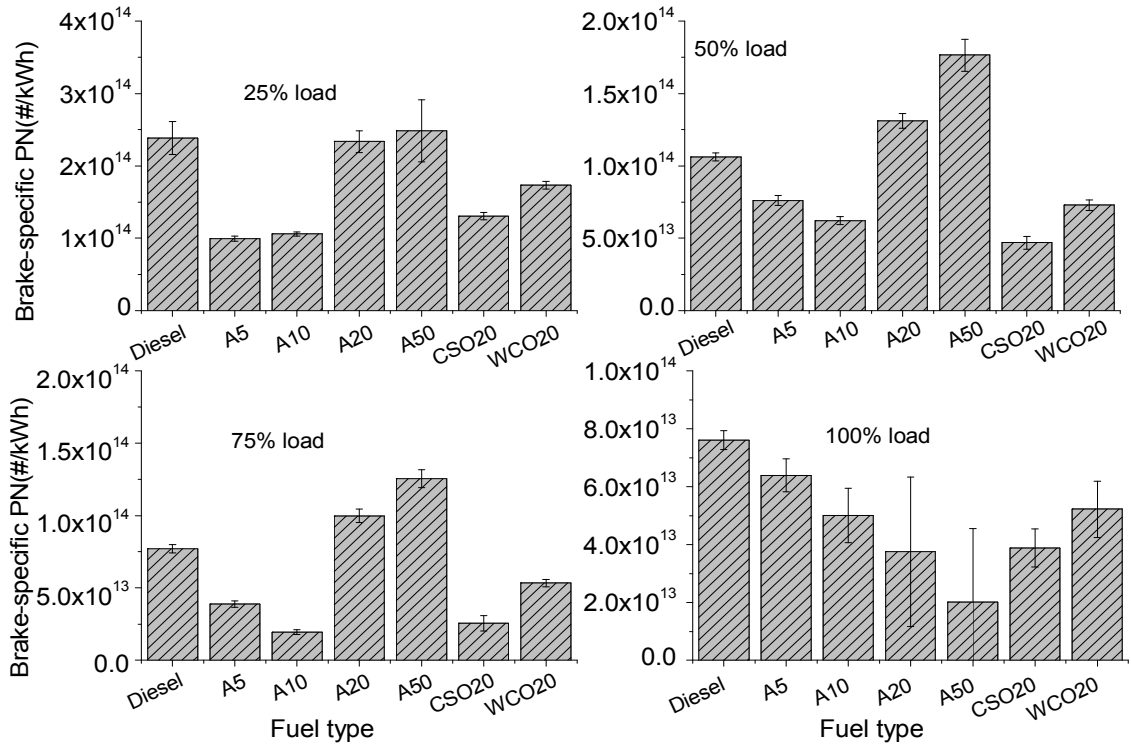 Brake-specific PN(#/kWh)
4x10^14
3x10^14
2x10^14
1x10^14
0
25% load
Diesel A5 A10 A20 A50 CSO20 WCO20
2.0x10^14
1.5x10^14
1.0x10^14
5.0x10^13
0.0
50% load
Diesel A5 A10 A20 A50 CSO20 WCO20
Brake-specific PN(#/kWh)
2.0x10^14
1.5x10^14
1.0x10^14
5.0x10^13
0.0
75% load
Diesel A5 A10 A20 A50 CSO20 WCO20
Fuel type
1.0x10^14
8.0x10^13
6.0x10^13
4.0x10^13
2.0x10^13
0.0
100% load
Diesel A5 A10 A20 A50 CSO20 WCO20
Fuel type